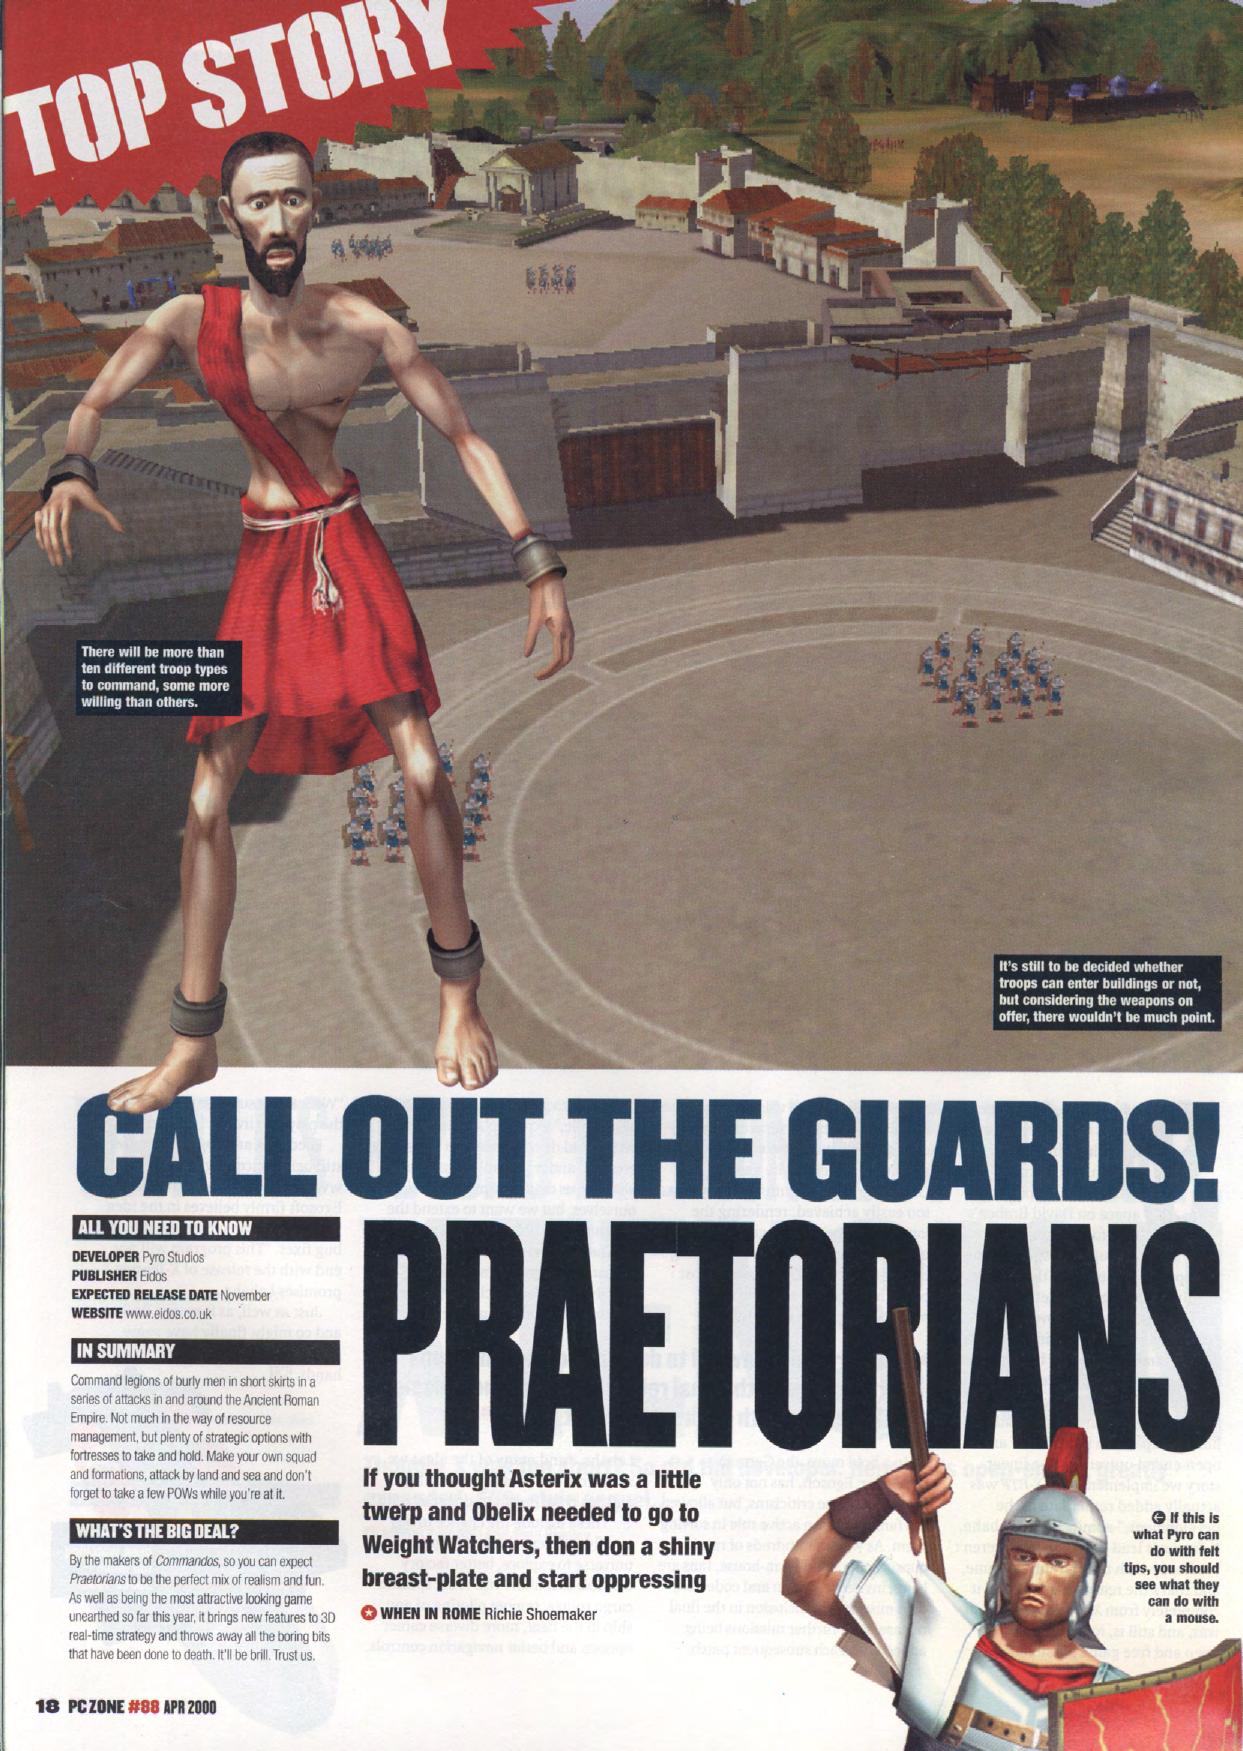 TOP STORY
There will be more than
ten different troop types
to command, some more
willing than others.
It's still to be decided whether
troops can enter buildings or not,
but considering the weapons on
offer, there wouldn't be much point.
CALL OUT THE GUARDS!
PRAETORIANS
ALL YOU NEED TO KNOW
DEVELOPER Pyro Studios
PUBLISHER Eidos
EXPECTED RELEASE DATE November
WEBSITE www.eidos.co.uk
IN SUMMARY
Command legions of burly men in short skirts in a
series of attacks in and around the Ancient Roman
Empire. Not much in the way of resource
management, but plenty of strategic options with
fortresses to take and hold. Make your own squad
and formations, attack by land and sea and don't
forget to take a few POWs while you're at it.
WHAT'S THE BIG DEAL?
By the makers of Commandos, so you can expect
Praetorians to be the perfect mix of realism and fun.
As well as being the most attractive looking game
unearthed so far this year, it brings new features to 3D
real-time strategy and throws away all the boring bits
that have been done to death. It'll be brill. Trust us.
If you thought Asterix was a little
twerp and Obelix needed to go to
Weight Watchers, then don a shiny
breast-plate and start oppressing
WHEN IN ROME Richie Shoemaker
If this is
what Pyro can
do with felt
tips, you should
see what they
can do with
a mouse.
18 PC ZONE #88 APR 2000